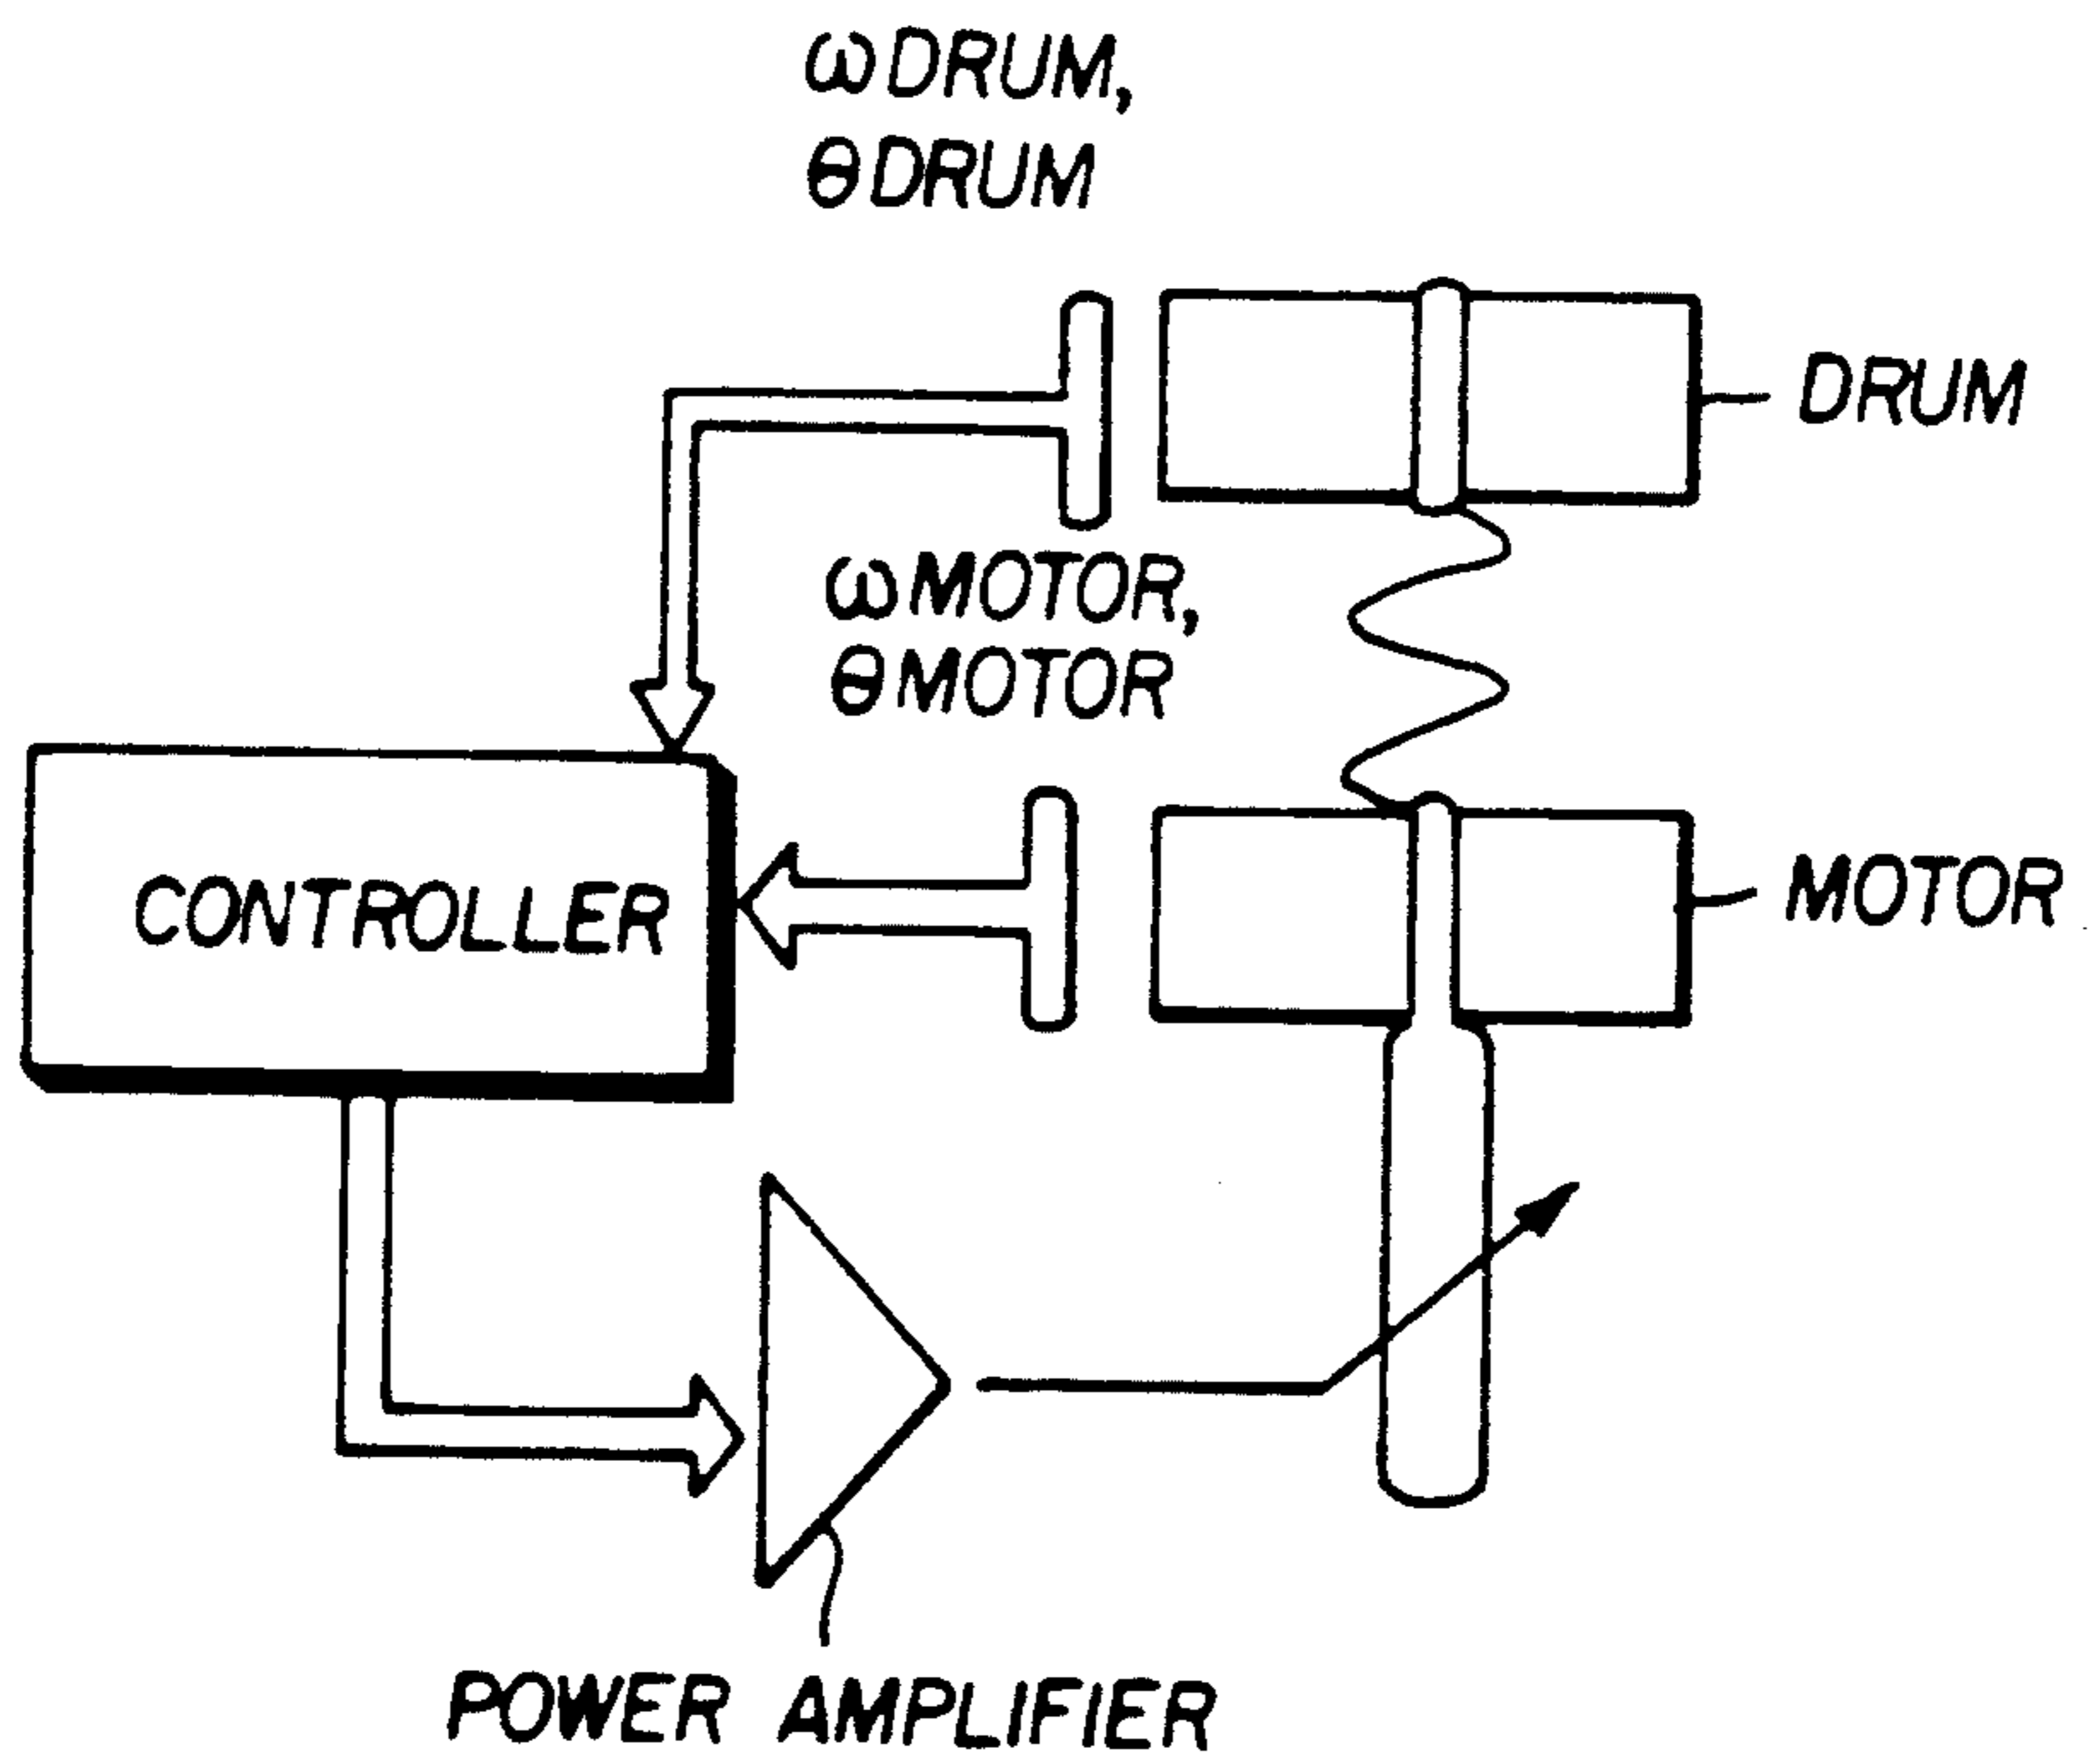 ωDRUM,
θDRUM
DRUM
ωMOTOR,
θMOTOR
CONTROLLER
MOTOR
POWER AMPLIFIER